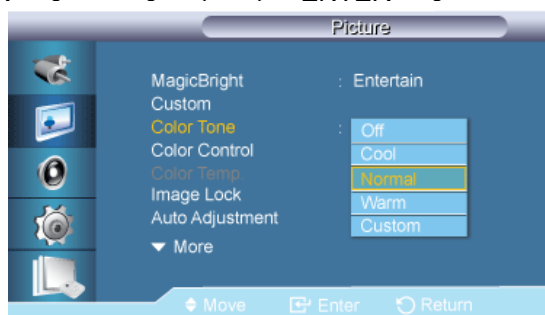 Picture
MagicBright : Entertain
Custom
Color Tone : Off
Color Control Cool
Color Temp. Normal
Image Lock Warm
Auto Adjustment Custom
▼ More
Move Enter Return